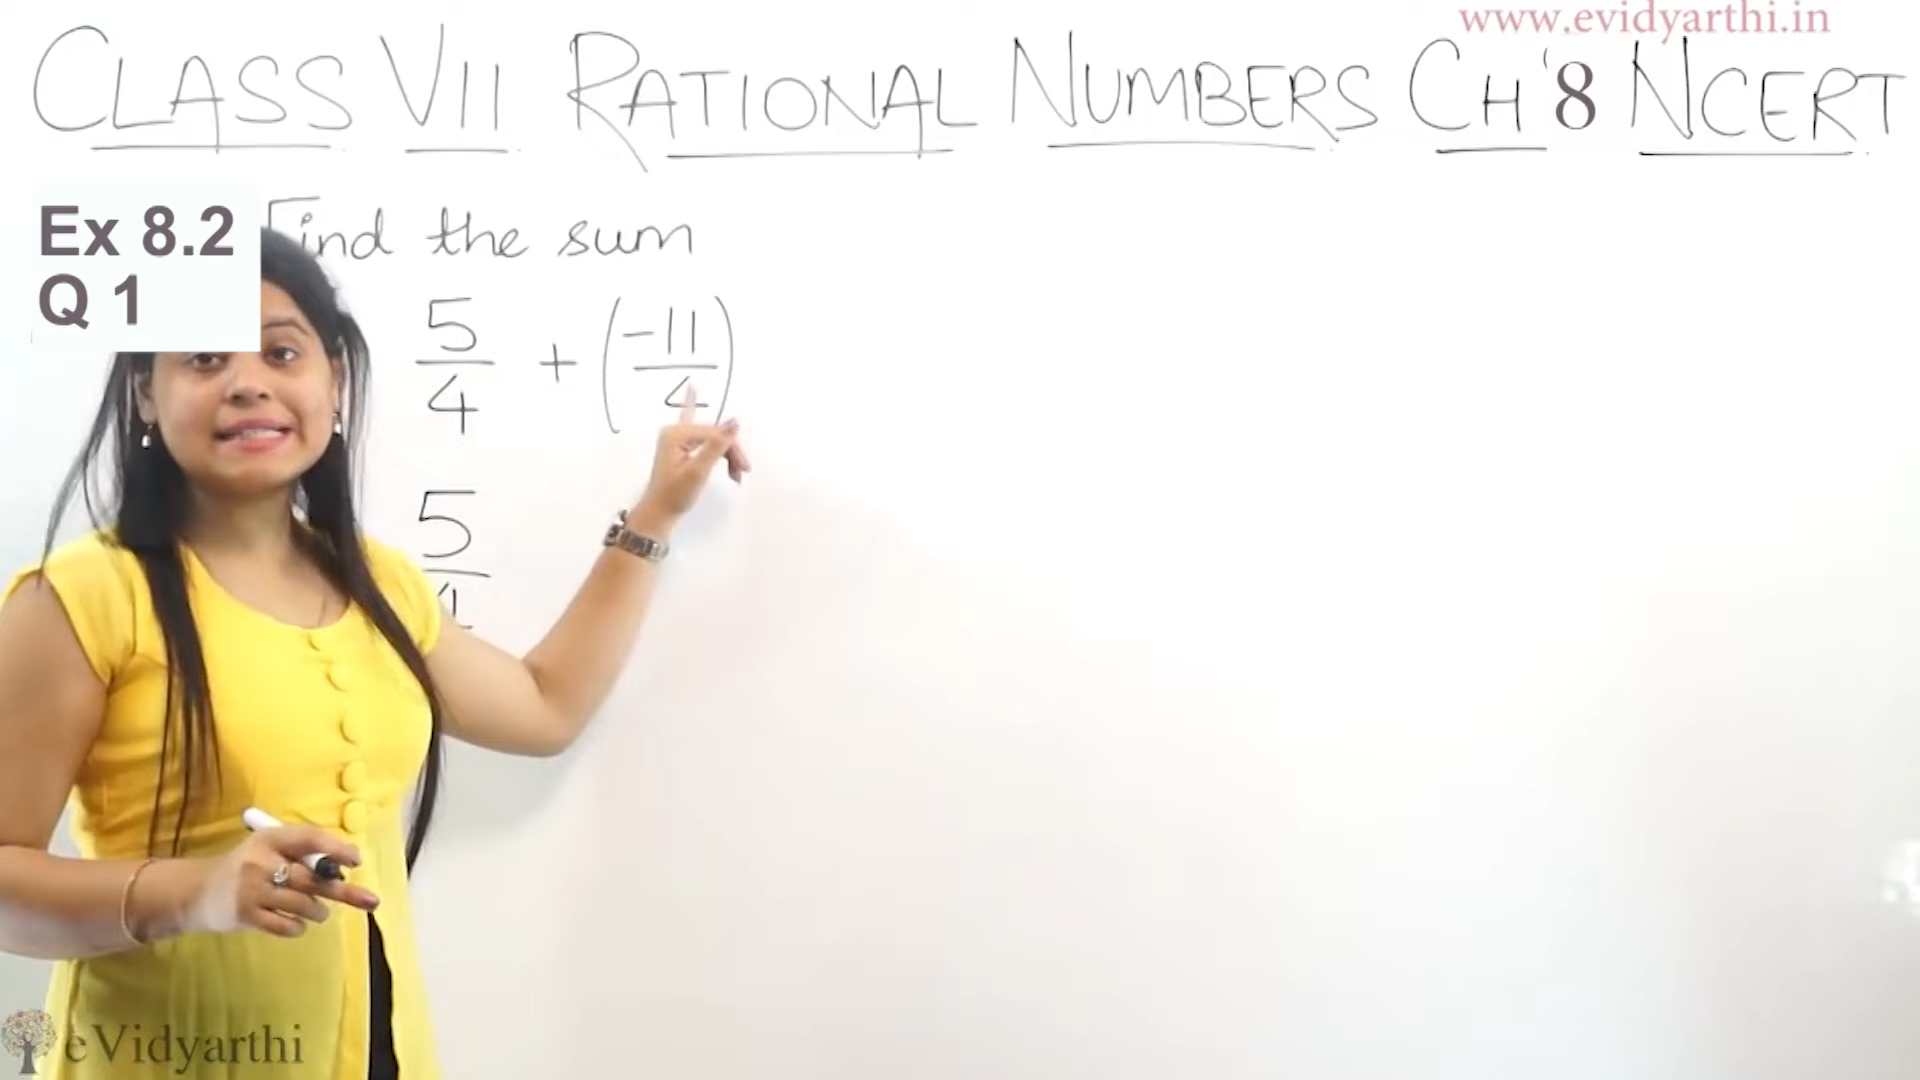 www.evidyarthi.in
CLASS VII RATIONAL NUMBERS CH'8 NCERT
Ex 8.2
Q 1
Find the sum
5/4 + (-11/4)
5/4
eVidyarthi